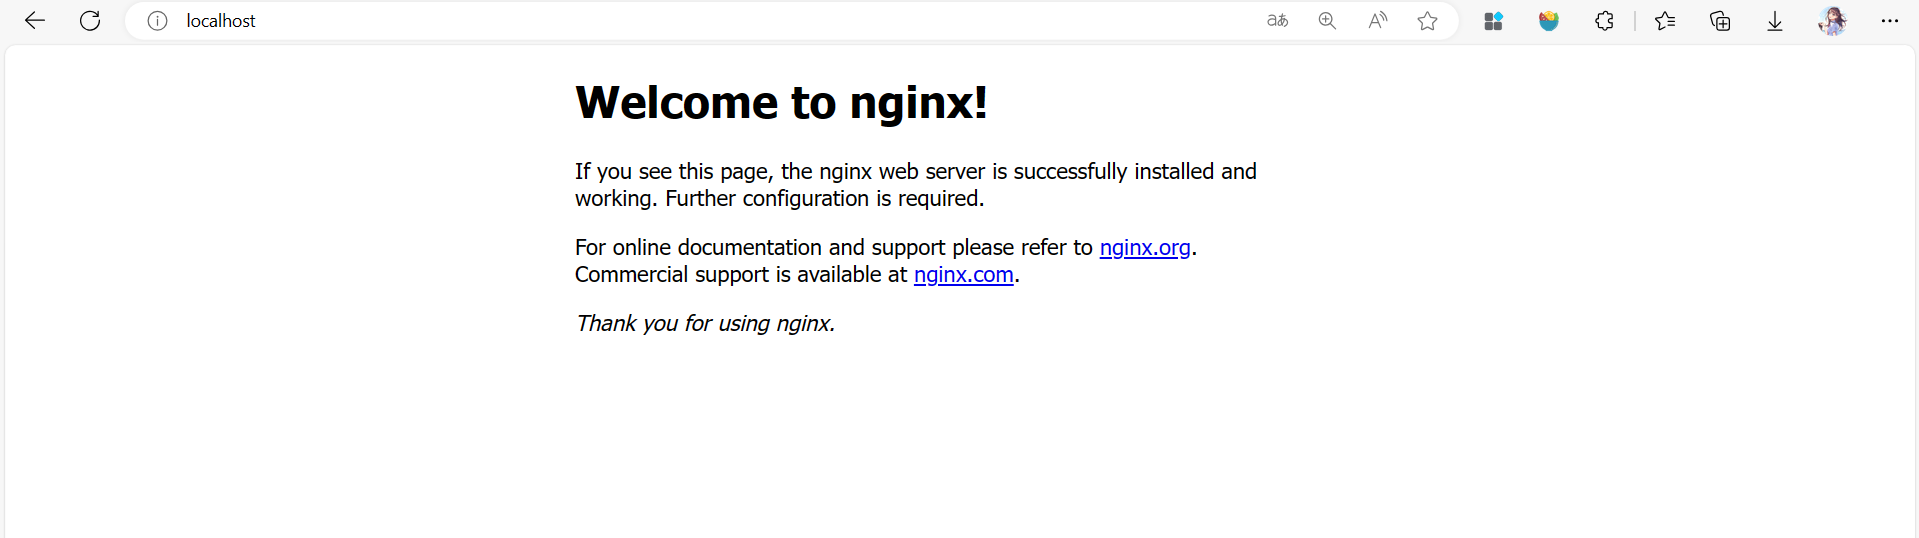 localhost
aあ
Welcome to nginx!
If you see this page, the nginx web server is successfully installed and
working. Further configuration is required.
For online documentation and support please refer to nginx.org.
Commercial support is available at nginx.com.
Thank you for using nginx.